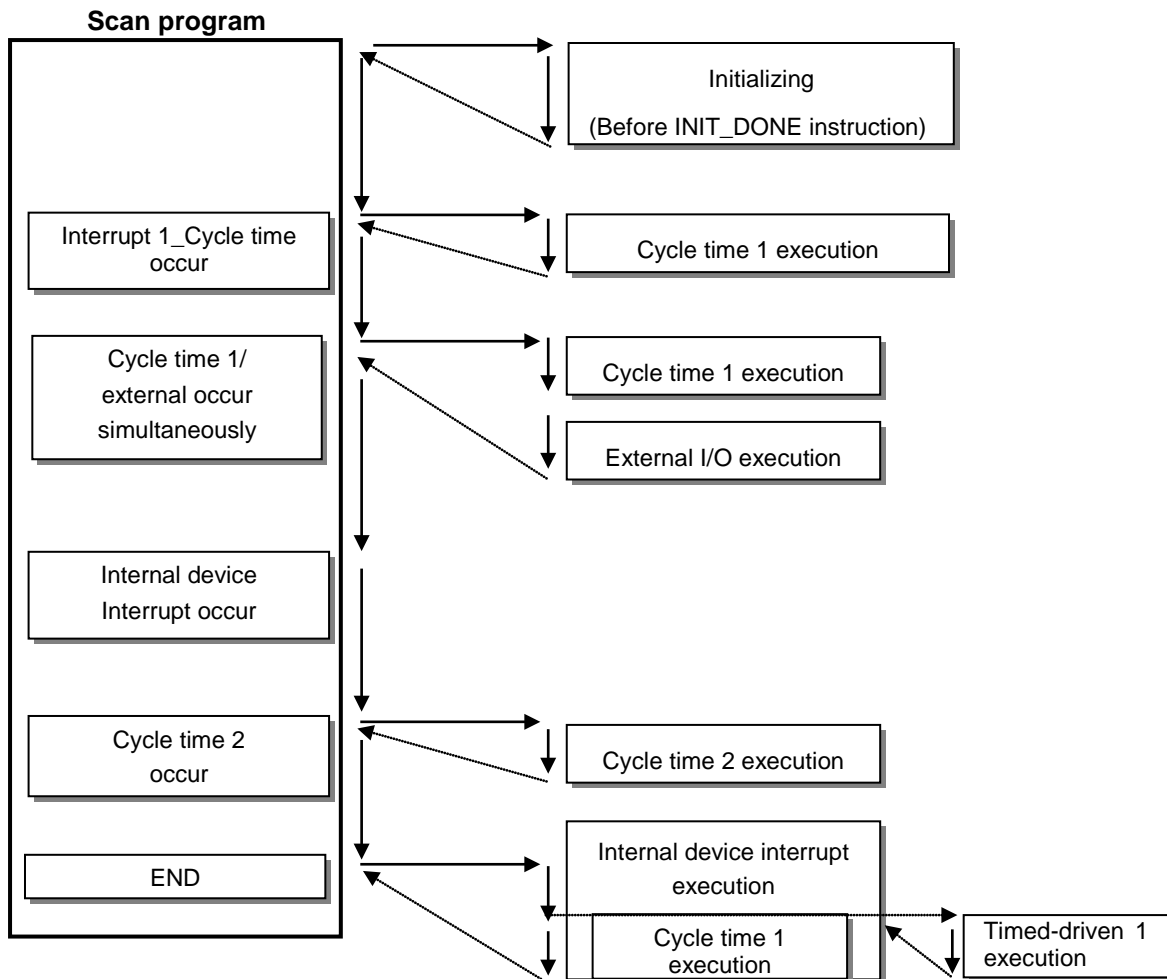 Scan program
Initializing
(Before INIT_DONE instruction)
Interrupt 1_Cycle time
occur
Cycle time 1 execution
Cycle time 1/
external occur
simultaneously
Cycle time 1 execution
External I/O execution
Internal device
Interrupt occur
Cycle time 2
occur
Cycle time 2 execution
END
Internal device interrupt
execution
Cycle time 1
execution
Timed-driven 1
execution